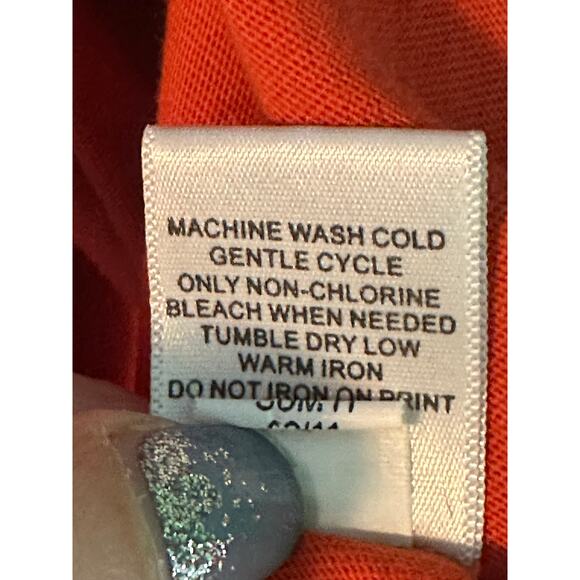 MACHINE WASH COLD
GENTLE CYCLE
ONLY NON-CHLORINE
BLEACH WHEN NEEDED
TUMBLE DRY LOW
WARM IRON
DO NOT IRON ON PRINT